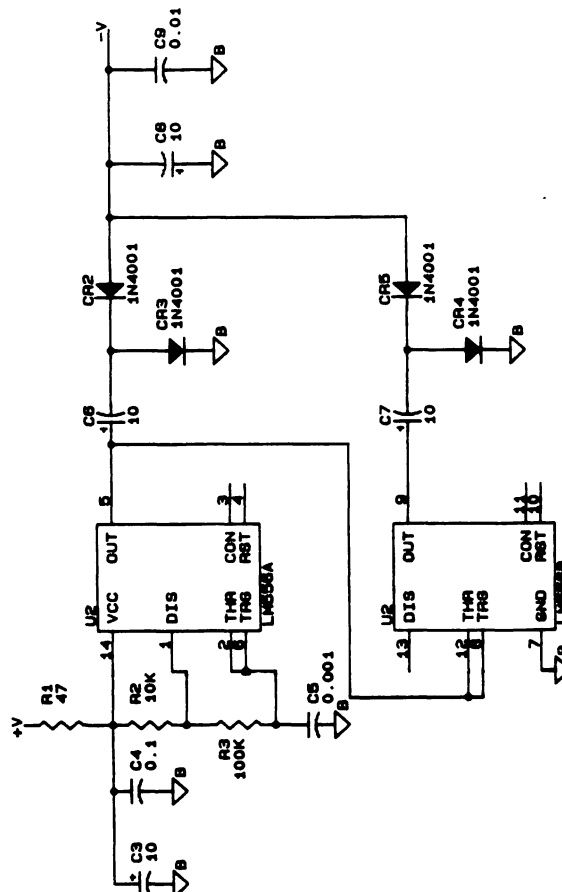 -V
C9
0.01
B
C8
10
B
CR2
1N4001
CR3
1N4001
B
CR5
1N4001
CR4
1N4001
B
C6
10
C7
10
5
3
4
U2
VCC
OUT
DIS
CON
THR
RST
TRG
LM556A
14
1
2
6
9
11
10
U2
OUT
DIS
CON
THR
RST
TRG
GND
13
12
8
7
+V
R1
47
R2
10K
R3
100K
C5
0.001
B
C4
0.1
B
C3
10
B